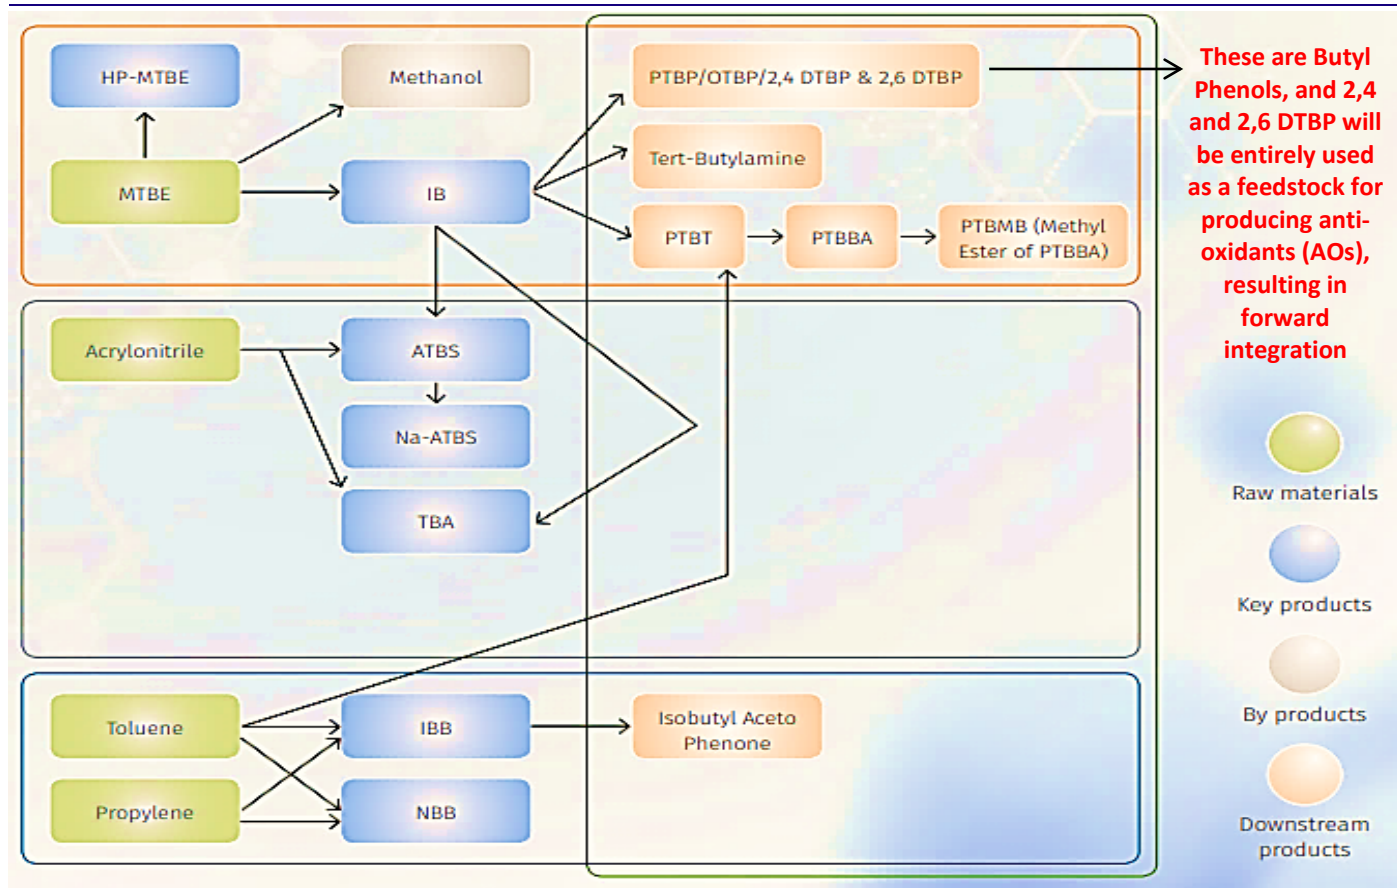 HP-MTBE
Methanol
PTBP/OTBP/2,4 DTBP & 2,6 DTBP
MTBE
IB
Tert-Butylamine
PTBT
PTBBA
PTBMB (Methyl
Ester of PTBBA)
These are Butyl
Phenols, and 2,4
and 2,6 DTBP will
be entirely used
as a feedstock for
producing anti-
oxidants (AOs),
resulting in
forward
integration
Acrylonitrile
ATBS
Na-ATBS
TBA
Toluene
IBB
Isobutyl Aceto
Phenone
Propylene
NBB
Raw materials
Key products
By products
Downstream
products